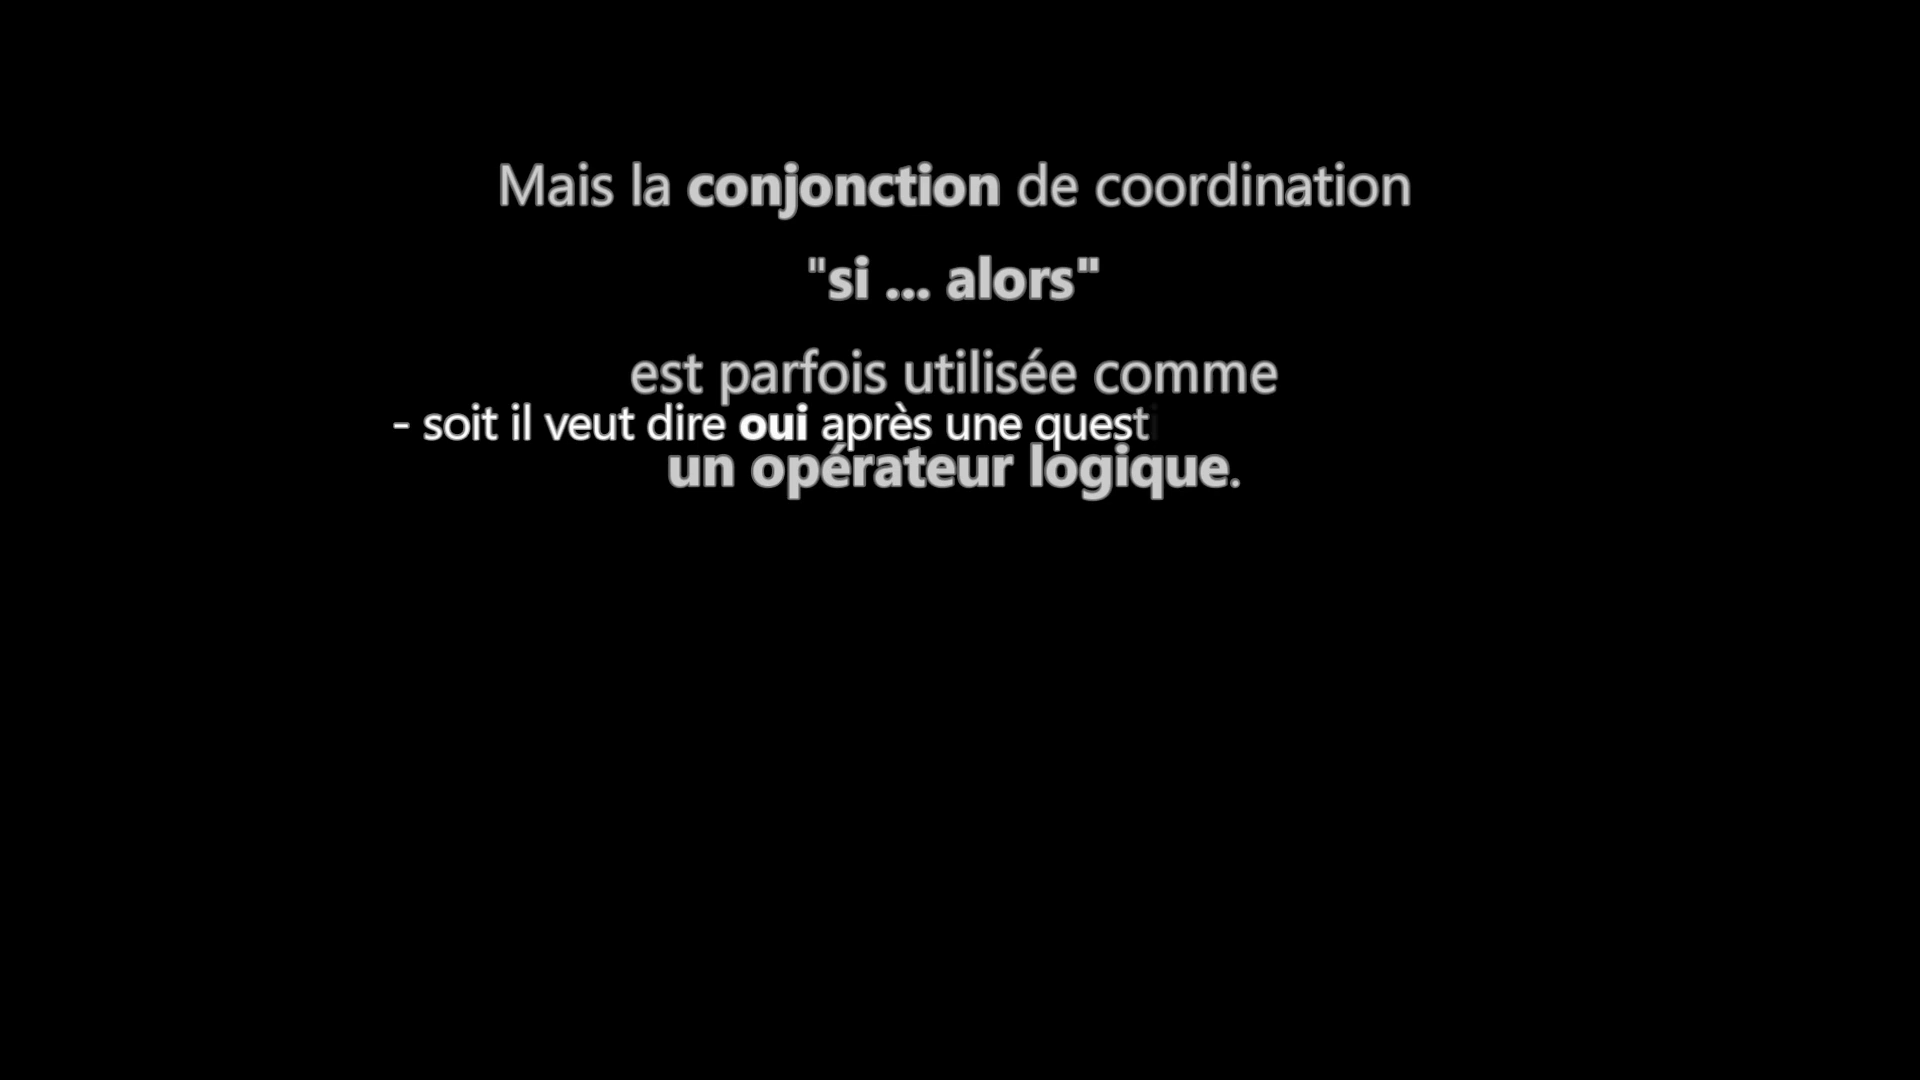 Mais la conjonction de coordination
"si ... alors"
est parfois utilisée comme
- soit il veut dire oui après une questi
un opérateur logique.